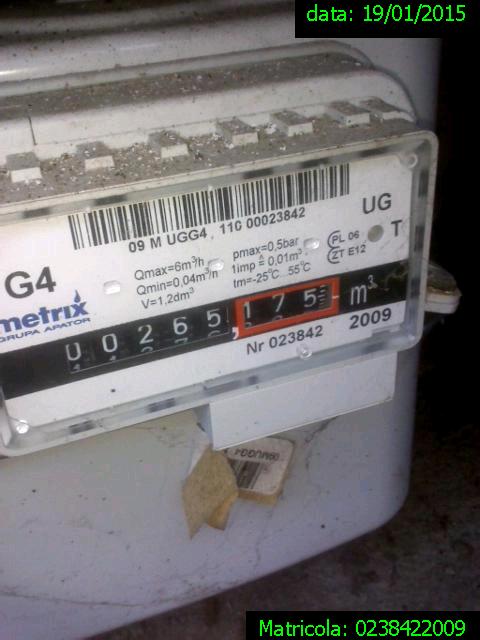 data: 19/01/2015
09 M UGG4 , 110 00023842
UG
T
G4
Qmax=6m³/h
Qmin=0,04m³/h
V=1,2dm³
pmax=0,5bar
1imp ≙ 0,01m³
tm=-25°C...55°C
PL 06
ZT E12
metrix
GRUPA APATOR
00265,175 m³
Nr 023842
2009
09MUGG4
Matricola: 0238422009